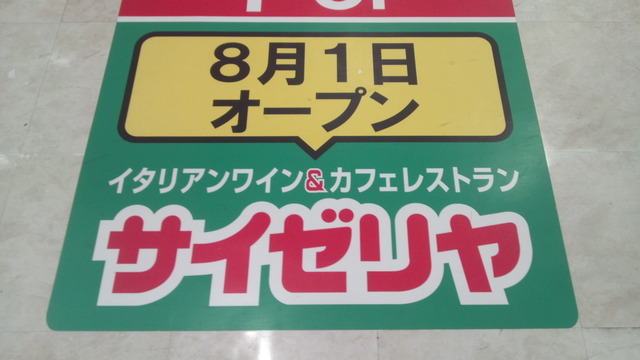 8月1日
オープン
イタリアンワイン&カフェレストラン
サイゼリヤ